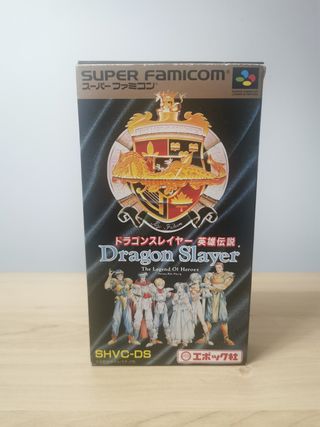 SUPER FAMICOM
スーパーファミコン
ドラゴンスレイヤー 英雄伝説
Dragon Slayer
The Legend Of Heroes
SHVC-DS
エポック社